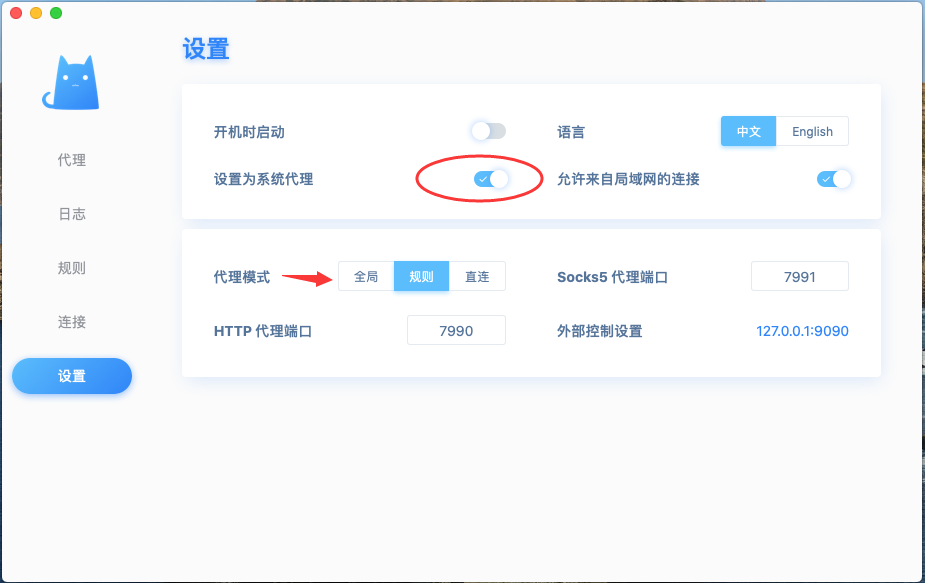 设置
开机时启动
语言
中文 English
设置为系统代理
允许来自局域网的连接
代理
日志
规则
连接
设置
代理模式
全局 规则 直连
Socks5 代理端口
7991
HTTP 代理端口
7990
外部控制设置
127.0.0.1:9090